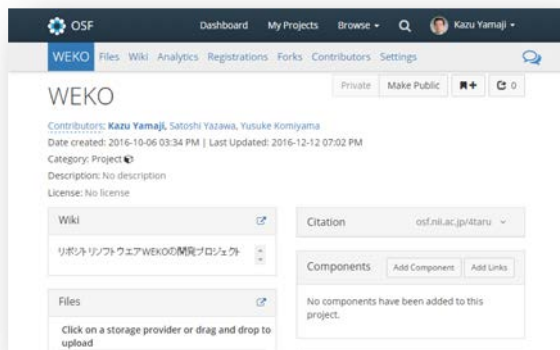 OSF Dashboard My Projects Browse Kazu Yamaji
WEKO Files Wiki Analytics Registrations Forks Contributors Settings
WEKO
Private Make Public 0
Contributors: Kazu Yamaji, Satoshi Yazawa, Yusuke Komiyama
Date created: 2016-10-06 03:34 PM | Last Updated: 2016-12-12 07:02 PM
Category: Project
Description: No description
License: No license
Wiki
リポジトリソフトウエアWEKOの開発プロジェクト
Files
Click on a storage provider or drag and drop to
upload
Citation osf.nii.ac.jp/4taru
Components Add Component Add Links
No components have been added to this
project.